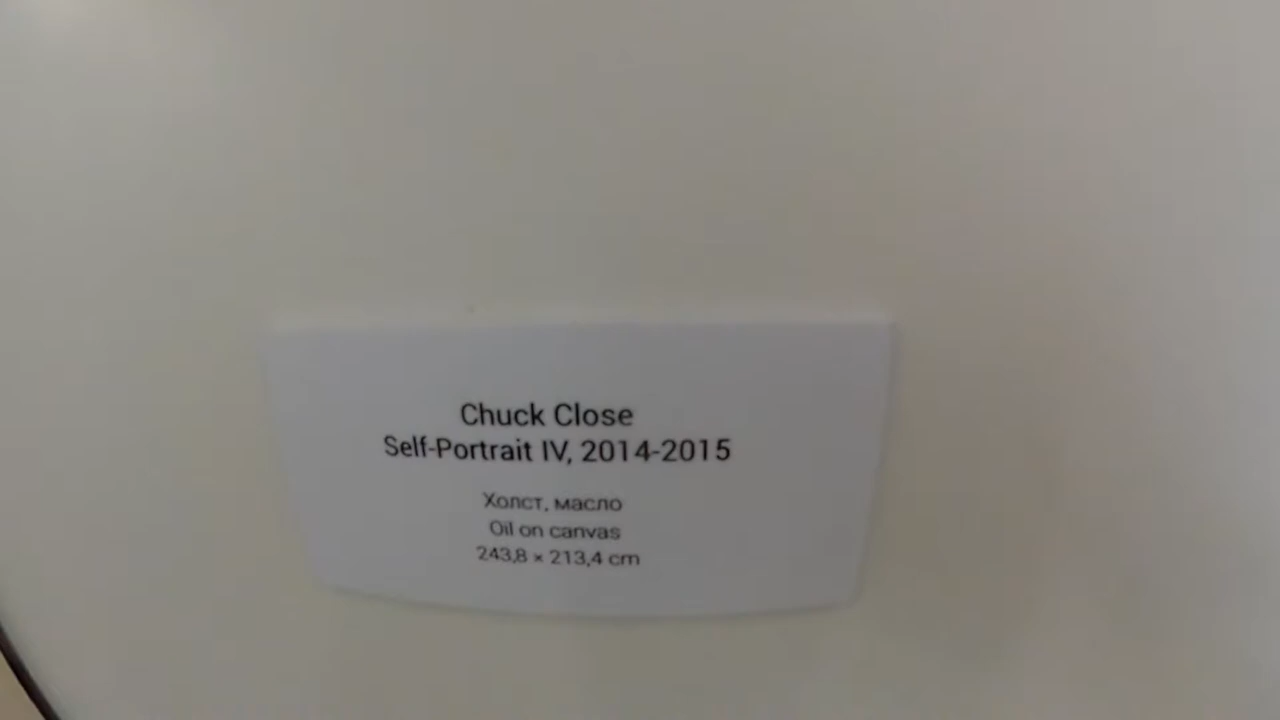 Chuck Close
Self-Portrait IV, 2014-2015
Холст, масло
Oil on canvas
243,8 × 213,4 cm